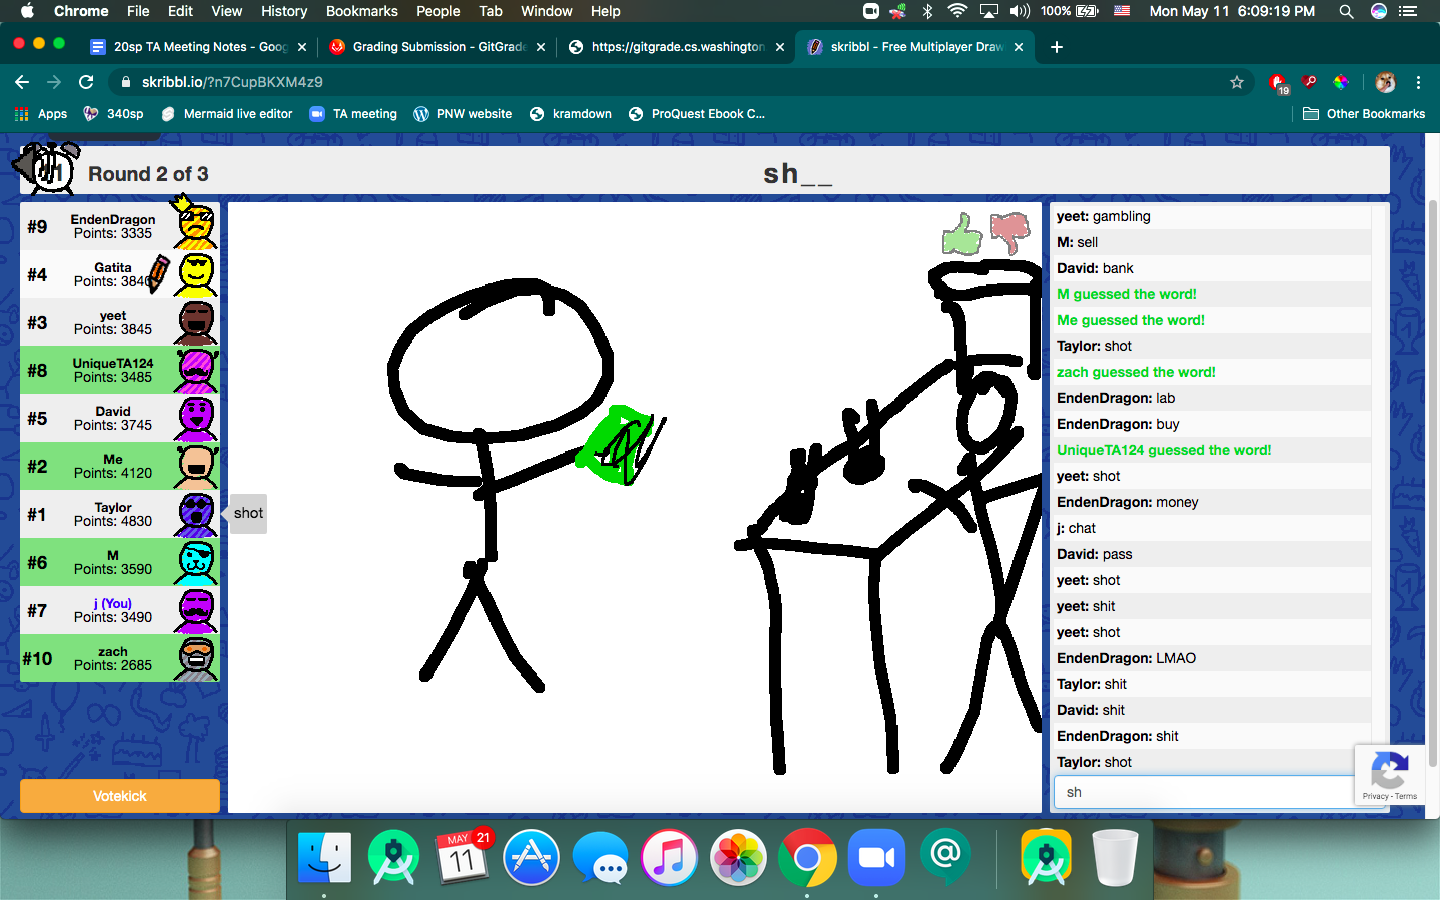 Chrome File Edit View History Bookmarks People Tab Window Help 100% Mon May 11 6:09:19 PM
20sp TA Meeting Notes - Goog Grading Submission - GitGrade https://gitgrade.cs.washington skribbl - Free Multiplayer Draw
skribbl.io/?n7CupBKXM4z9 19
Apps 340sp Mermaid live editor TA meeting PNW website kramdown ProQuest Ebook C... Other Bookmarks
Round 2 of 3
sh__
#9 EndenDragon
Points: 3335
#4 Gatita
Points: 3840
#3 yeet
Points: 3845
#8 UniqueTA124
Points: 3485
#5 David
Points: 3745
#2 Me
Points: 4120
#1 Taylor
Points: 4830
shot
#6 M
Points: 3590
#7 j (You)
Points: 3490
#10 zach
Points: 2685
Votekick
yeet: gambling
M: sell
David: bank
M guessed the word!
Me guessed the word!
Taylor: shot
zach guessed the word!
EndenDragon: lab
EndenDragon: buy
UniqueTA124 guessed the word!
yeet: shot
EndenDragon: money
j: chat
David: pass
yeet: shot
yeet: shit
yeet: shot
EndenDragon: LMAO
Taylor: shit
David: shit
EndenDragon: shit
Taylor: shot
sh
Privacy - Terms
MAY 21
11